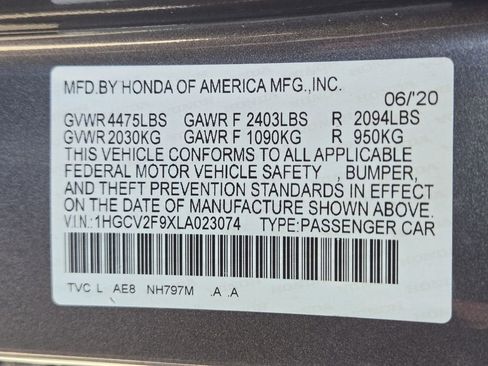 MFD.BY HONDA OF AMERICA MFG.,INC.
06/'20
GVWR 4475LBS GAWR F 2403LBS R 2094LBS
GVWR 2030KG GAWR F 1090KG R 950KG
THIS VEHICLE CONFORMS TO ALL APPLICABLE
FEDERAL MOTOR VEHICLE SAFETY , BUMPER,
AND THEFT PREVENTION STANDARDS IN EFFECT
ON THE DATE OF MANUFACTURE SHOWN ABOVE.
V.I.N.:1HGCV2F9XLA023074 TYPE:PASSENGER CAR
TVC L AE8 NH797M .A .A